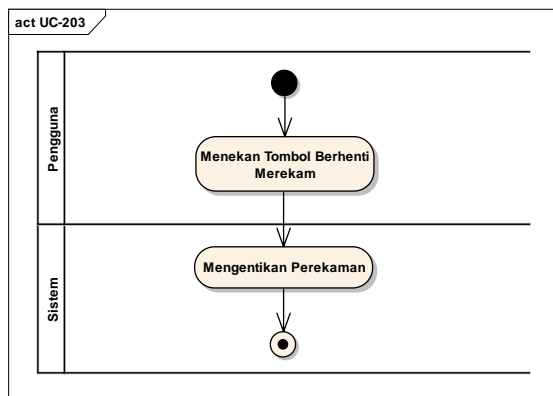 act UC-203
Pengguna
Menekan Tombol Berhenti
Merekam
Sistem
Mengentikan Perekaman